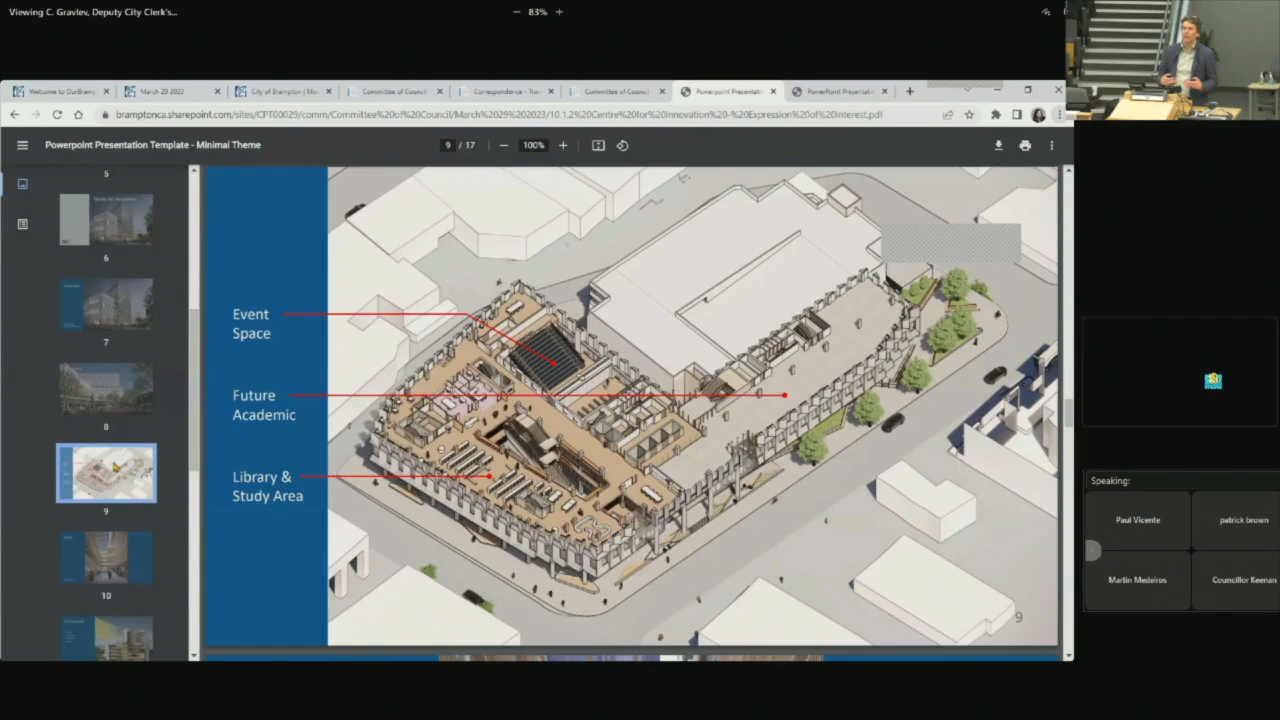 Viewing C. Gravlev, Deputy City Clerk's...
83%
Welcome to OurBramp
March 29 2023
City of Brampton | Me
Committee of Council
Correspondence - Tran
Committee of Council
Powerpoint Presentati
PowerPoint Presentati
bramptonca.sharepoint.com/sites/CPT00029/comm/Committee%20of%20Council/March%2029%202023/10.1.2%20Centre%20for%20Innovation%20-%20Expression%20of%20Interest.pdf
Powerpoint Presentation Template - Minimal Theme
9 / 17
100%
5
6
7
8
9
10
Event
Space
Future
Academic
Library &
Study Area
9
Speaking:
Paul Vicente
patrick brown
Martin Medeiros
Councillor Keenan